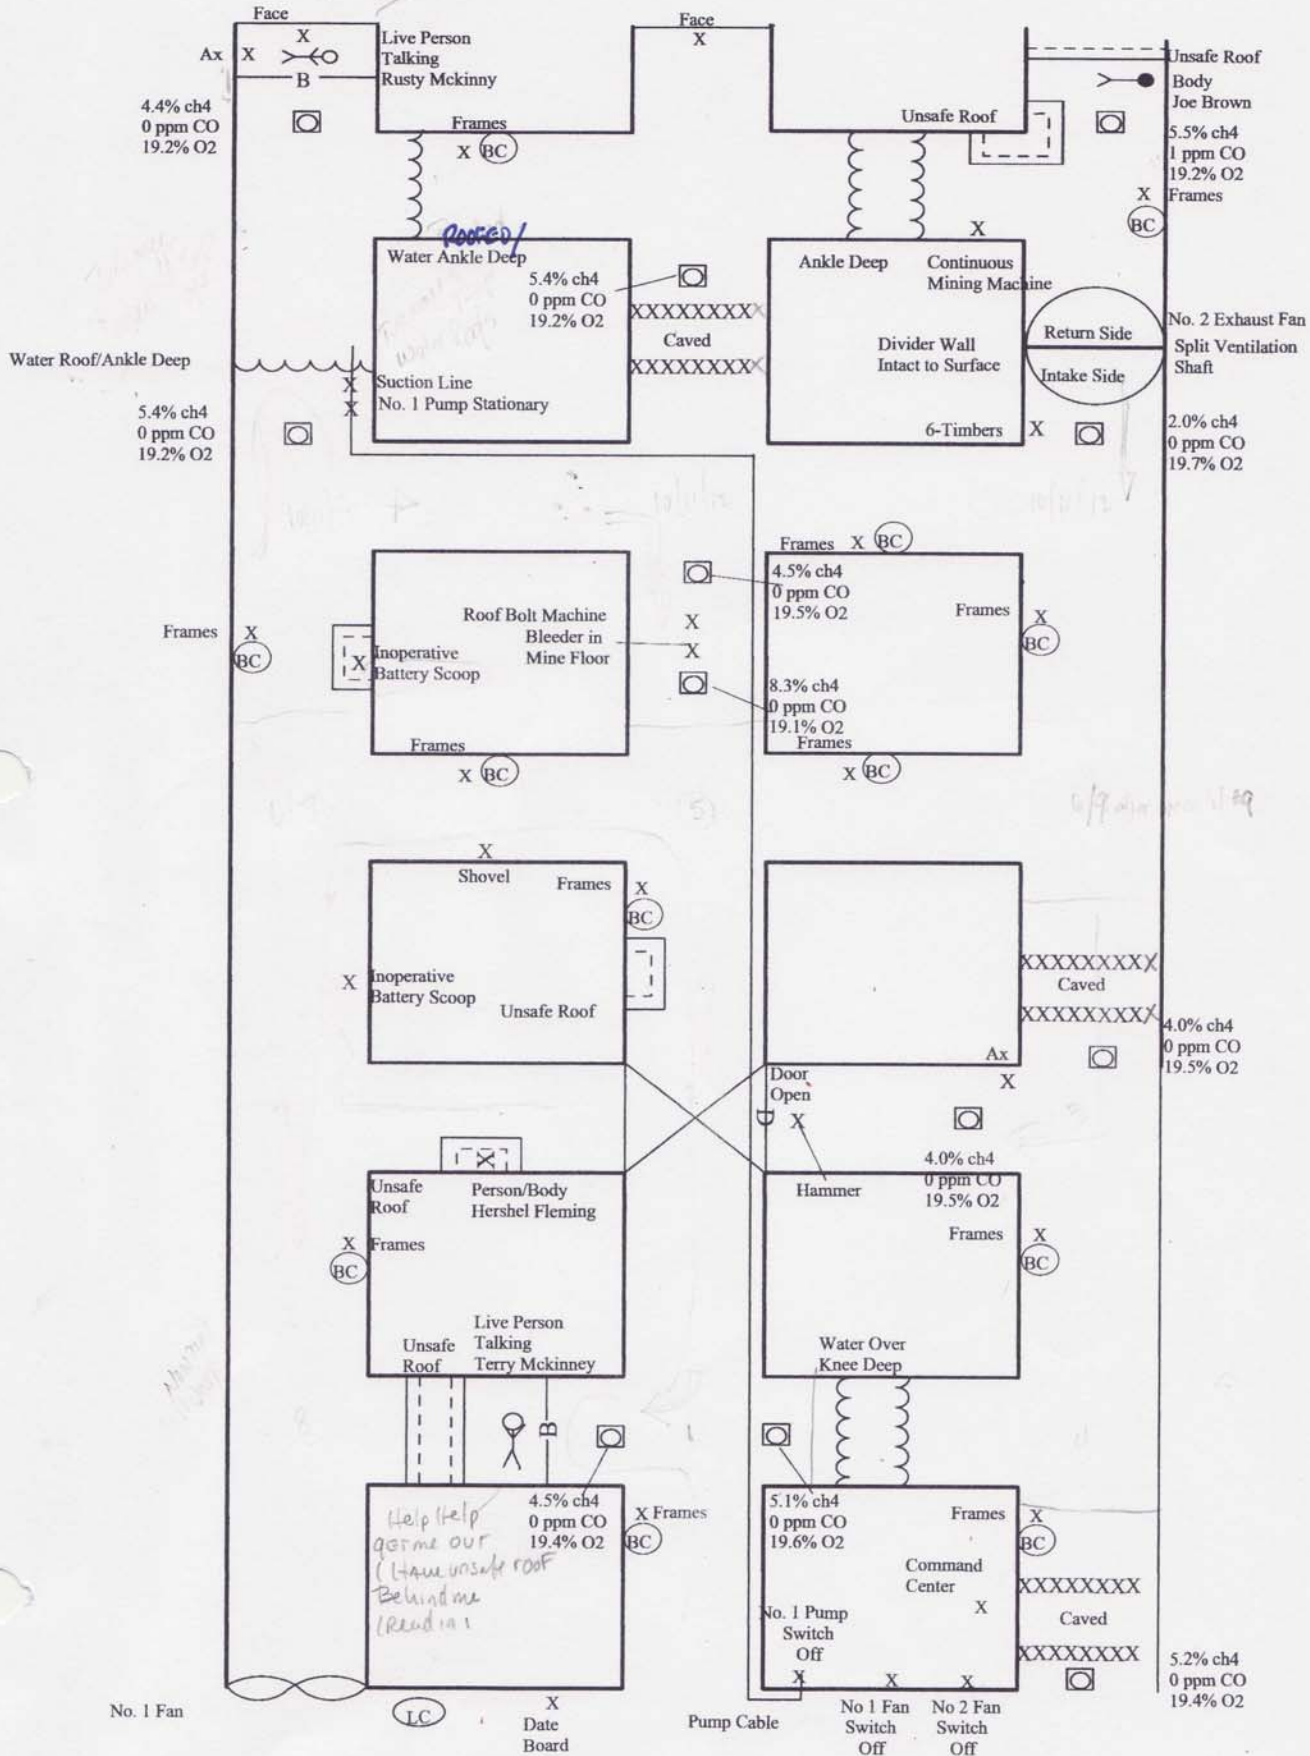 Face
Face
Ax X
X
Live Person
Talking
Rusty Mckinny
B
X
Unsafe Roof
Body
Joe Brown
4.4% ch4
0 ppm CO
19.2% O2
Frames
X BC
Unsafe Roof
5.5% ch4
1 ppm CO
19.2% O2
X Frames
BC
ROOFED/
Water Ankle Deep
5.4% ch4
0 ppm CO
19.2% O2
XXXXXXXXX
Caved
XXXXXXXXX
X
Ankle Deep
Continuous
Mining Machine
Divider Wall
Intact to Surface
Return Side
Intake Side
No. 2 Exhaust Fan
Split Ventilation
Shaft
Water Roof/Ankle Deep
X Suction Line
X No. 1 Pump Stationary
5.4% ch4
0 ppm CO
19.2% O2
6-Timbers X
2.0% ch4
0 ppm CO
19.7% O2
Frames X BC
4.5% ch4
0 ppm CO
19.5% O2
Frames X
BC
Roof Bolt Machine X
Bleeder in X
Mine Floor
Frames X
BC
X Inoperative
Battery Scoop
8.3% ch4
0 ppm CO
19.1% O2
Frames
X BC
Frames
X BC
X
Shovel
Frames X
BC
X Inoperative
Battery Scoop
Unsafe Roof
XXXXXXXXX
Caved
XXXXXXXXX
4.0% ch4
0 ppm CO
19.5% O2
Ax
X
Door
Open
D X
Hammer
4.0% ch4
0 ppm CO
19.5% O2
X
Unsafe
Roof
Person/Body
Hershel Fleming
X Frames
BC
Frames X
BC
Unsafe
Roof
Live Person
Talking
Terry Mckinney
B
Water Over
Knee Deep
Help Help
get me out
I Have unsafe roof
Behind me
4.5% ch4
0 ppm CO
19.4% O2
X Frames
BC
5.1% ch4
0 ppm CO
19.6% O2
Frames X
BC
Command
Center
X
XXXXXXXX
Caved
XXXXXXXX
5.2% ch4
0 ppm CO
19.4% O2
No. 1 Pump
Switch
Off
X X X
No. 1 Fan
LC
X
Date
Board
Pump Cable
No 1 Fan
Switch
Off
No 2 Fan
Switch
Off